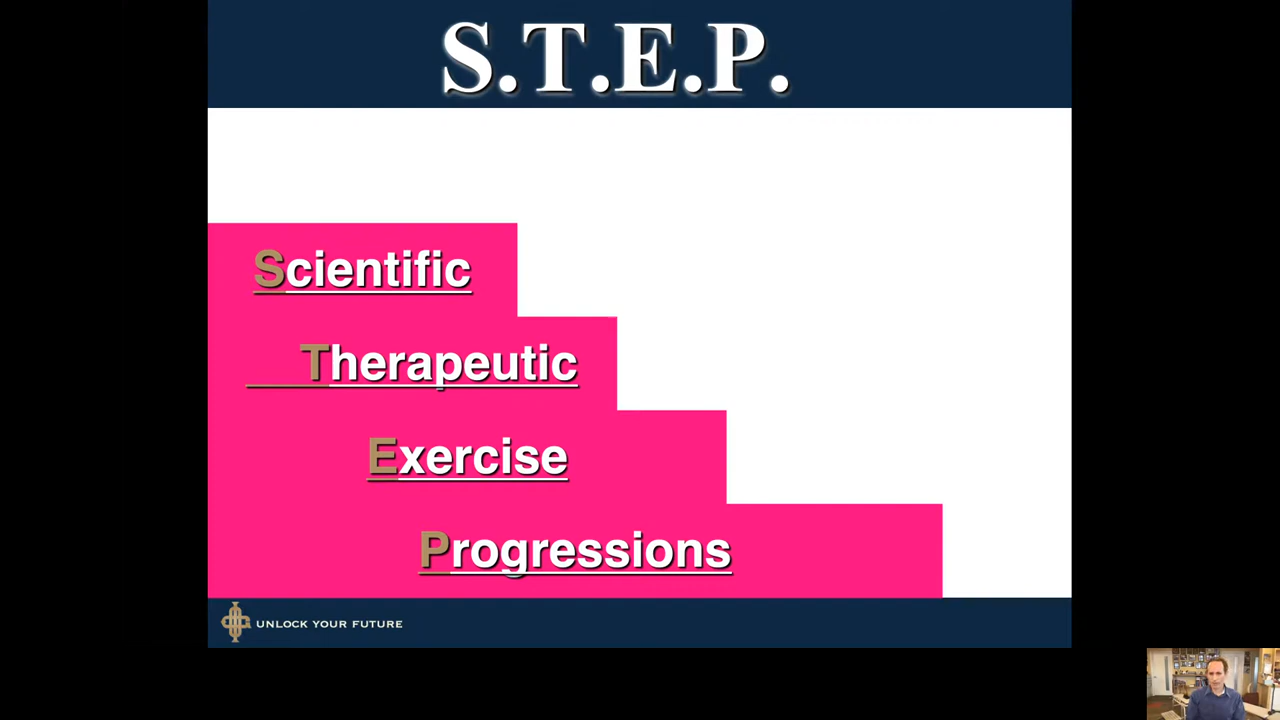 S.T.E.P.
Scientific
Therapeutic
Exercise
Progressions
UNLOCK YOUR FUTURE